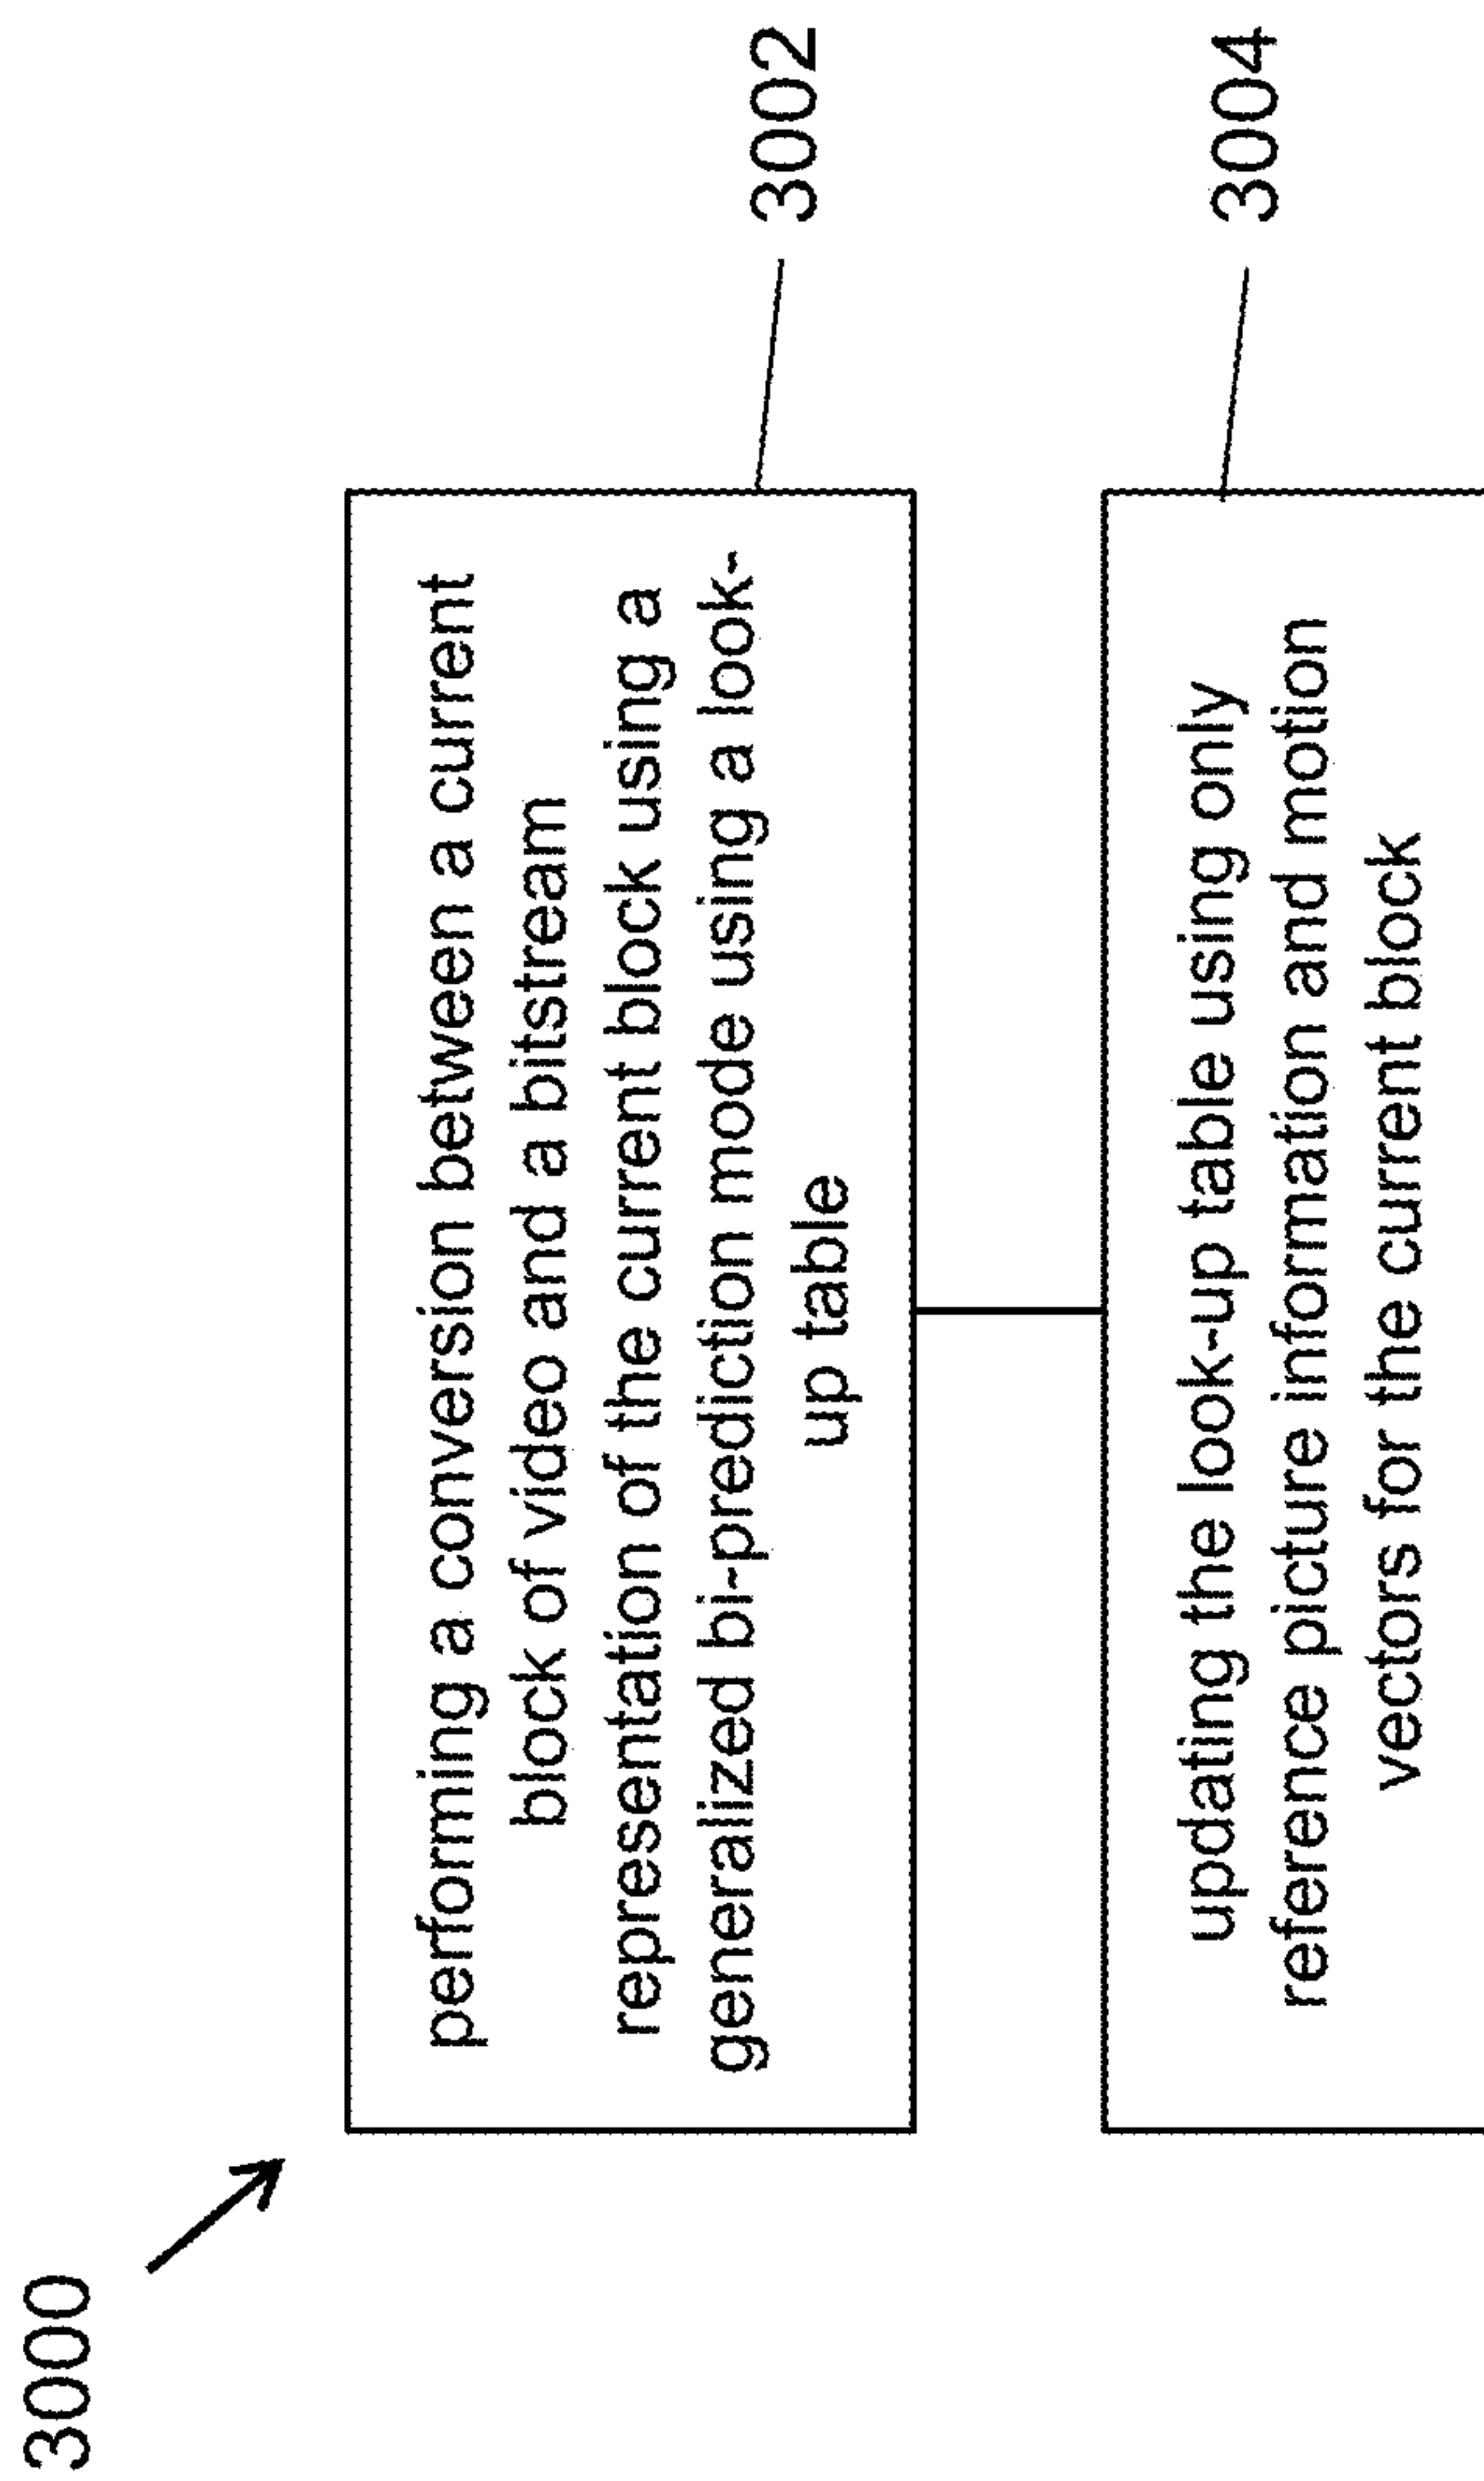 3000
performing a conversion between a current
block of video and a bitstream
representation of the current block using a
generalized bi-prediction mode using a look-
up table
3002
updating the look-up table using only
reference picture information and motion
vectors for the current block
3004